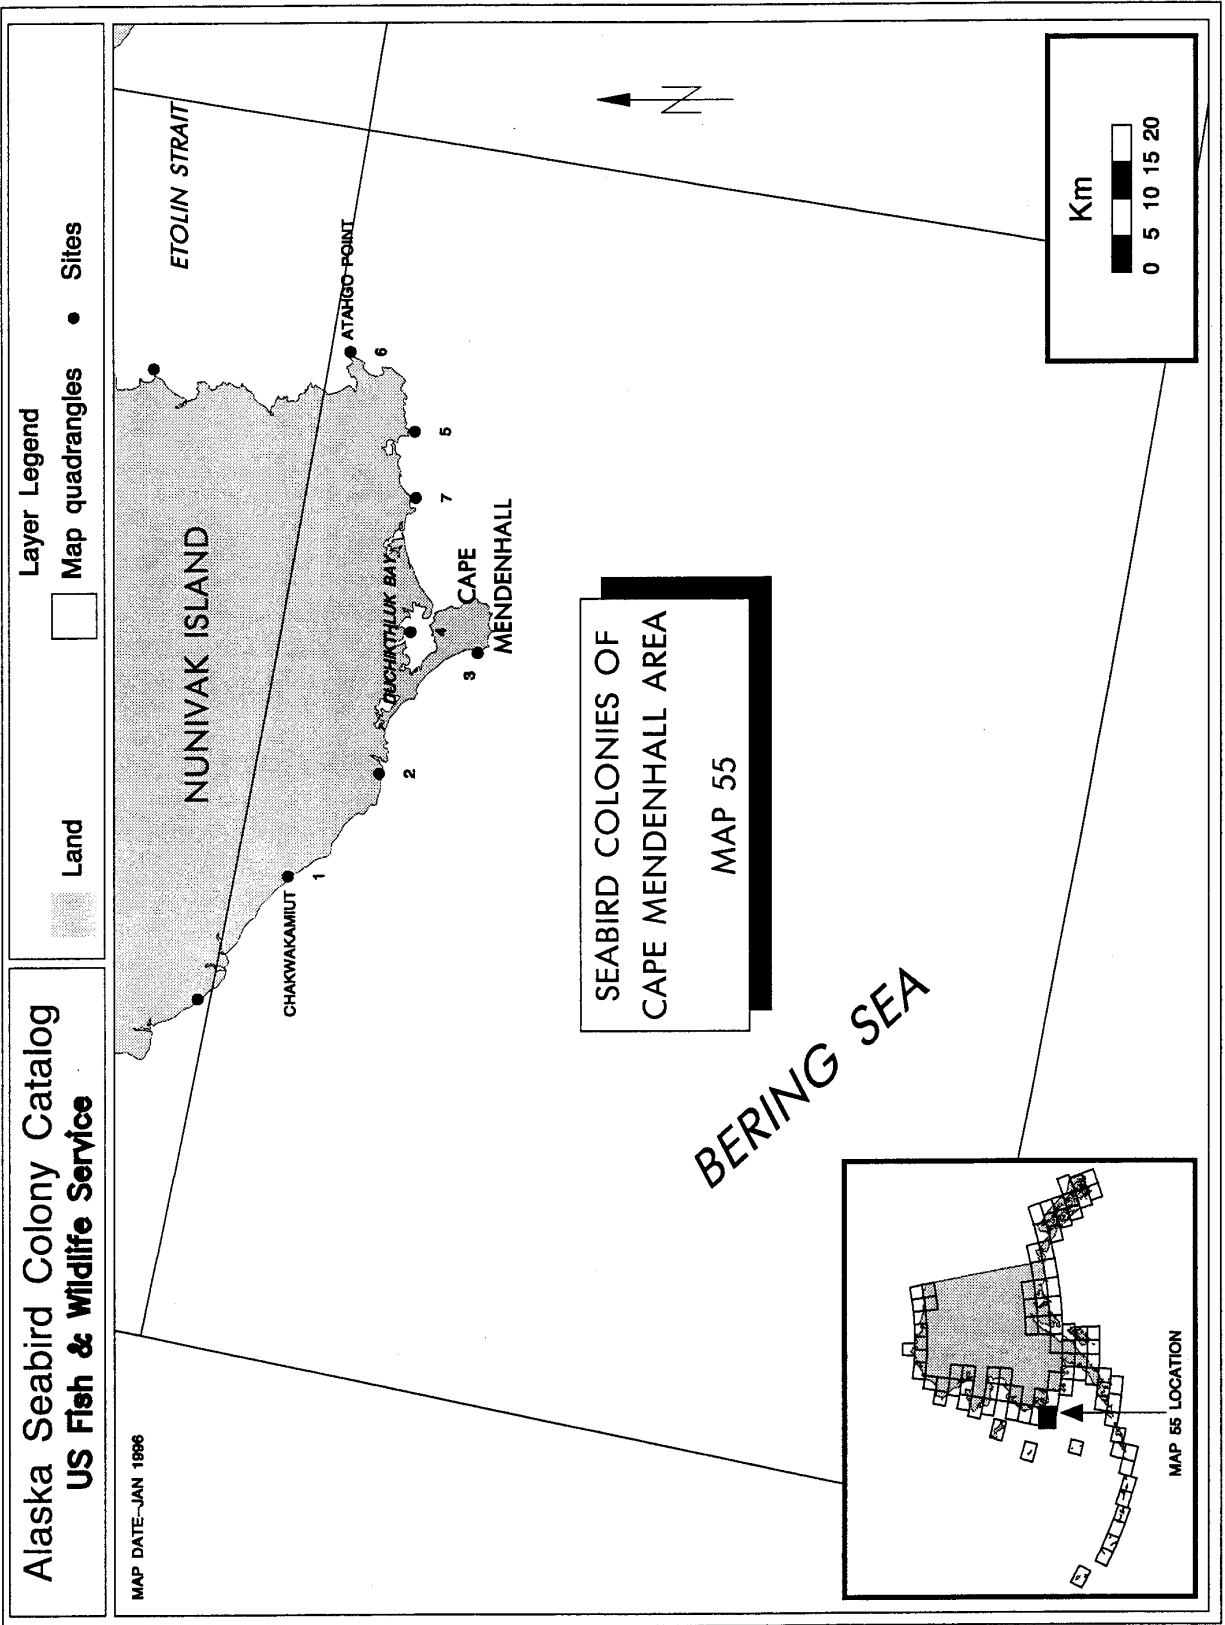 Alaska Seabird Colony Catalog
US Fish & Wildlife Service
Layer Legend
Land
Map quadrangles
Sites
MAP DATE-JAN 1996
NUNIVAK ISLAND
ETOLIN STRAIT
ATAHGO POINT
6
5
7
DUCHIKTHLUK BAY
4
CAPE
MENDENHALL
3
2
CHAKWAKAMIUT
1
N
SEABIRD COLONIES OF
CAPE MENDENHALL AREA
MAP 55
BERING SEA
MAP 55 LOCATION
Km
0 5 10 15 20